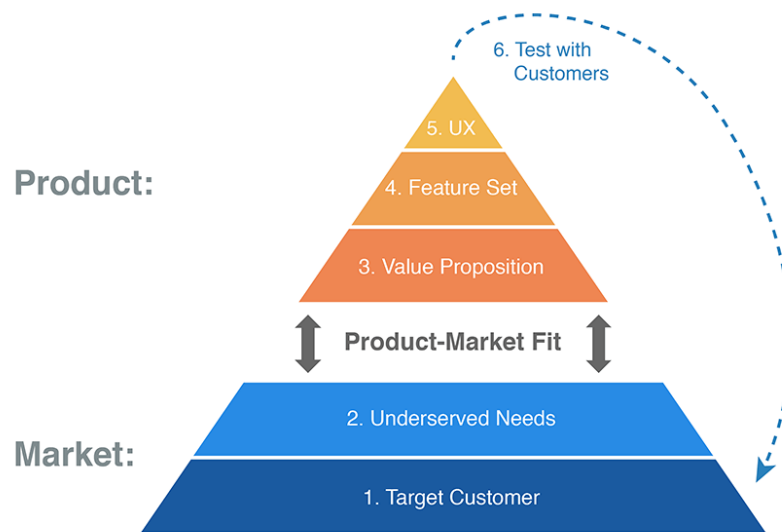 6. Test with
Customers
5. UX
Product:
4. Feature Set
3. Value Proposition
Product-Market Fit
2. Underserved Needs
Market:
1. Target Customer